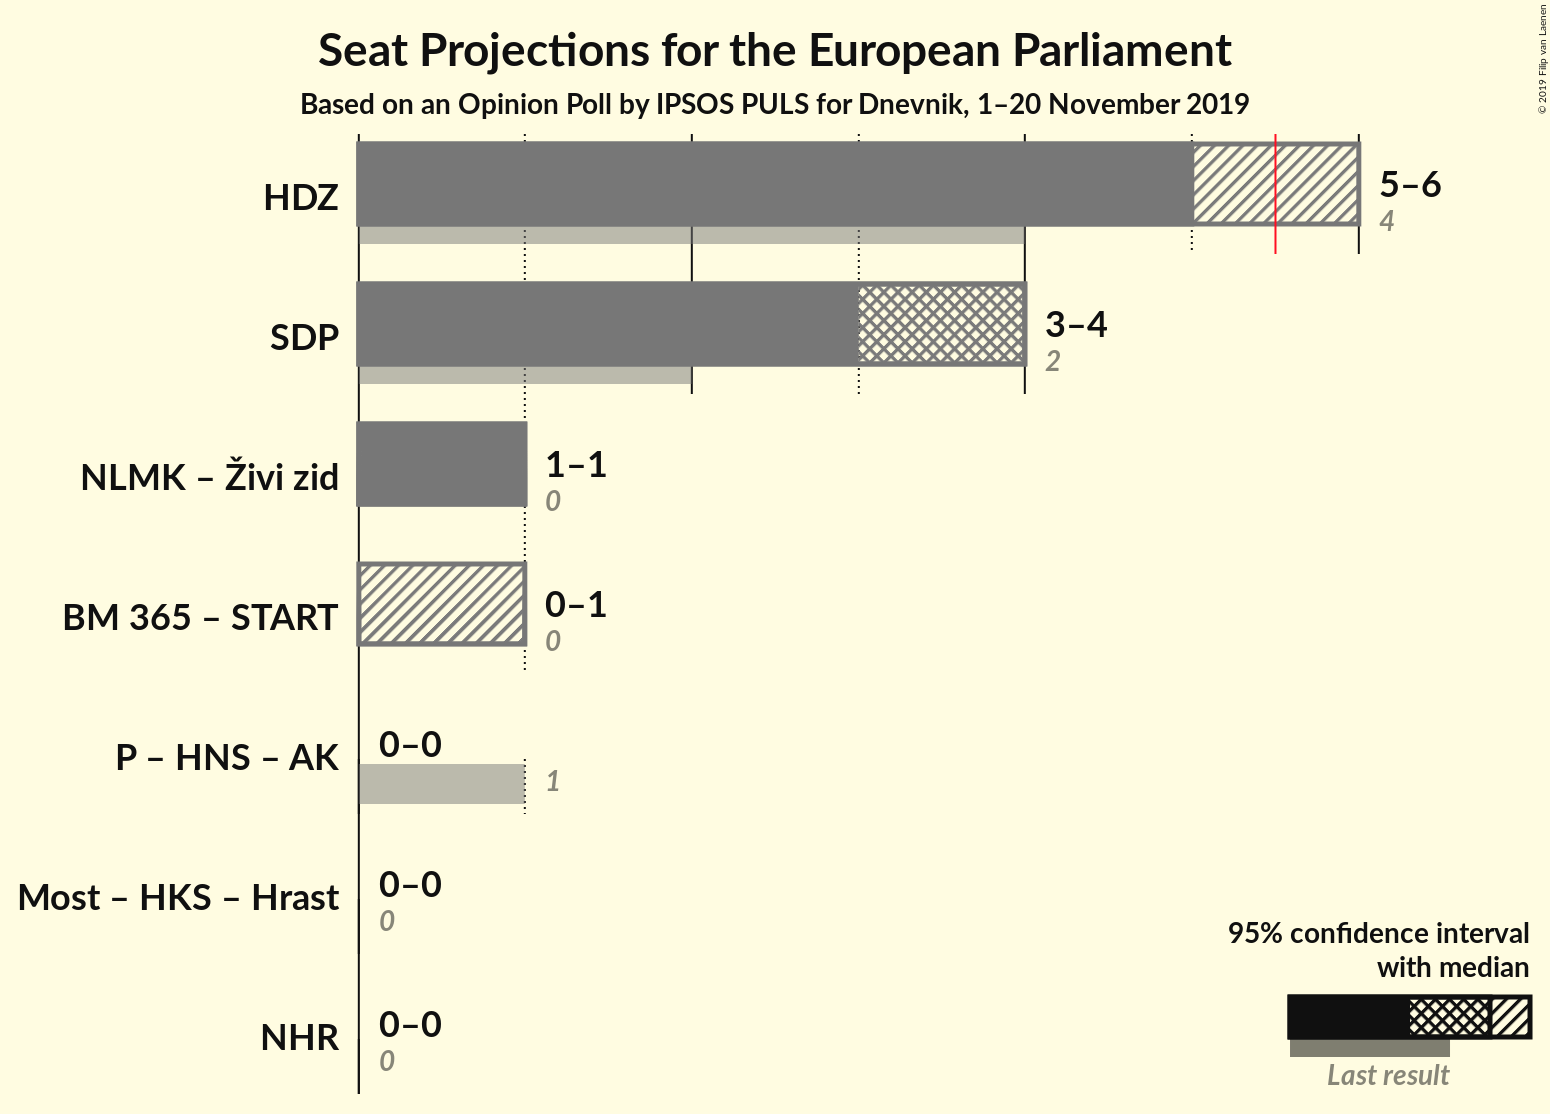 Seat Projections for the European Parliament
Based on an Opinion Poll by IPSOS PULS for Dnevnik, 1–20 November 2019
© 2019 Filip van Laenen
HDZ
5–6
4
SDP
3–4
2
NLMK – Živi zid
1–1
0
BM 365 – START
0–1
0
P – HNS – AK
0–0
1
Most – HKS – Hrast
0–0
0
NHR
0–0
0
95% confidence interval
with median
Last result